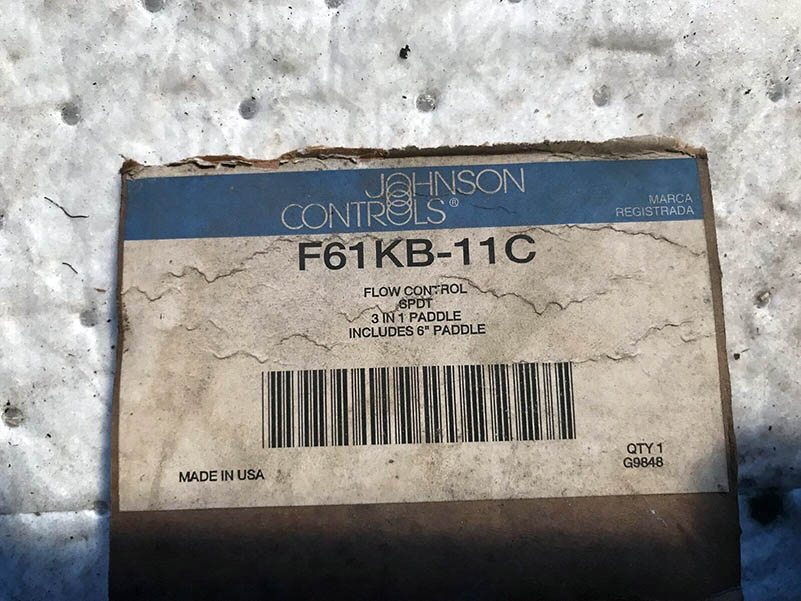 JOHNSON
CONTROLS®
MARCA
REGISTRADA
F61KB-11C
FLOW CONTROL
SPDT
3 IN 1 PADDLE
INCLUDES 6" PADDLE
MADE IN USA
QTY 1
G9848